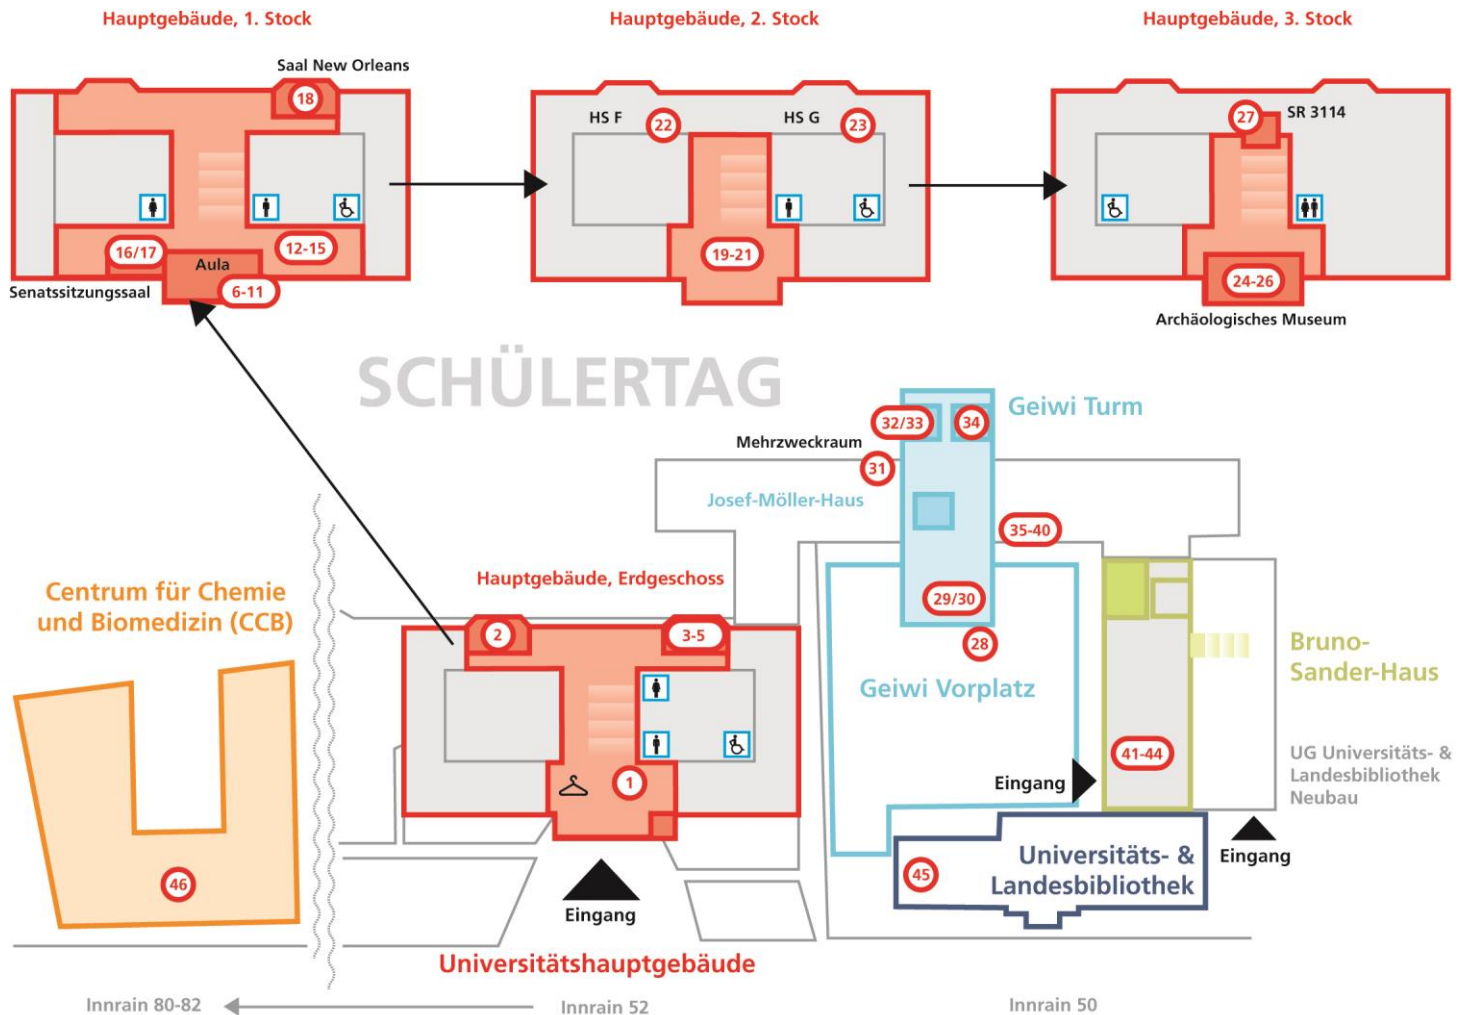 Hauptgebäude, 1. Stock
Hauptgebäude, 2. Stock
Hauptgebäude, 3. Stock
Saal New Orleans
18
16/17
12-15
Aula
Senatssitzungssaal
6-11
HS F
22
HS G
23
19-21
27
SR 3114
24-26
Archäologisches Museum
SCHÜLERTAG
Geiwi Turm
32/33
34
Mehrzweckraum
31
Josef-Möller-Haus
35-40
29/30
28
Geiwi Vorplatz
Centrum für Chemie
und Biomedizin (CCB)
46
Hauptgebäude, Erdgeschoss
2
3-5
1
Eingang
Universitätshauptgebäude
Bruno-
Sander-Haus
41-44
Eingang
UG Universitäts- &
Landesbibliothek
Neubau
Eingang
Universitäts- &
Landesbibliothek
45
Innrain 80-82
Innrain 52
Innrain 50